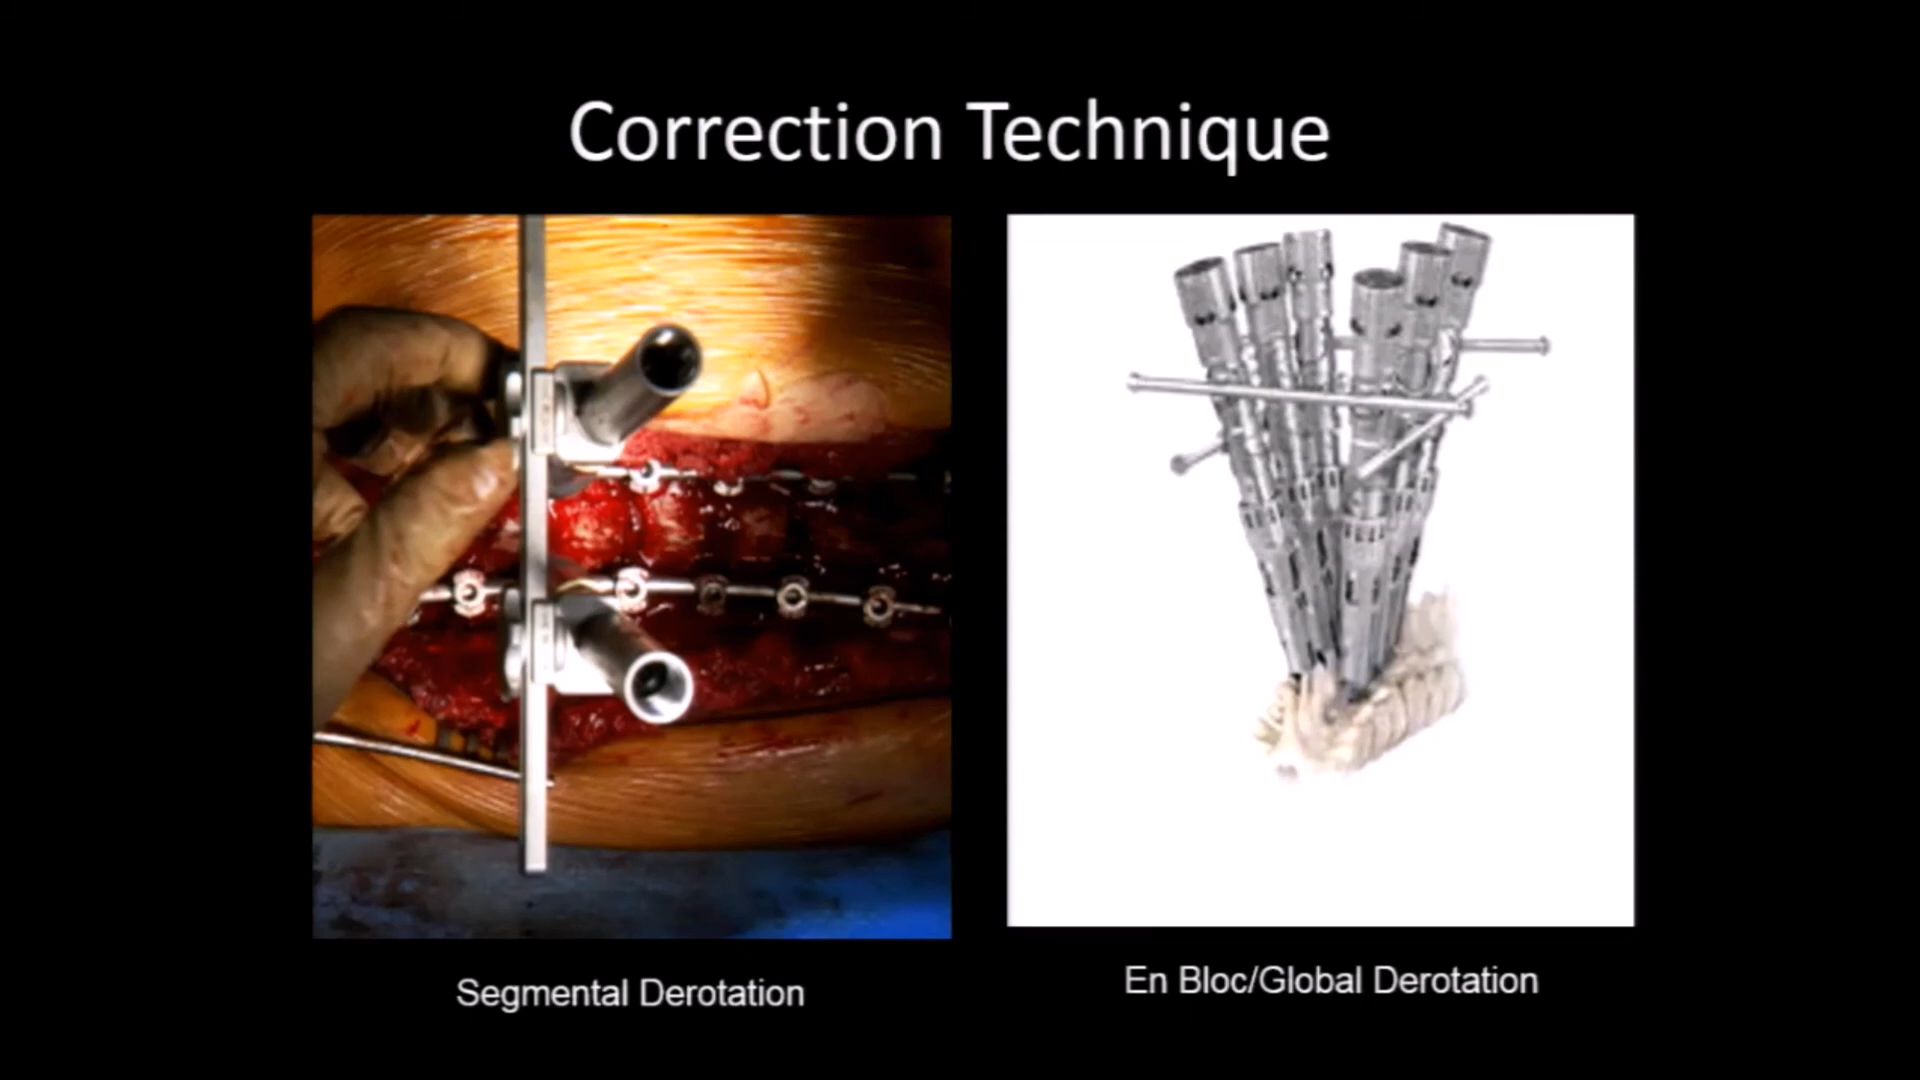 Correction Technique
Segmental Derotation
En Bloc/Global Derotation